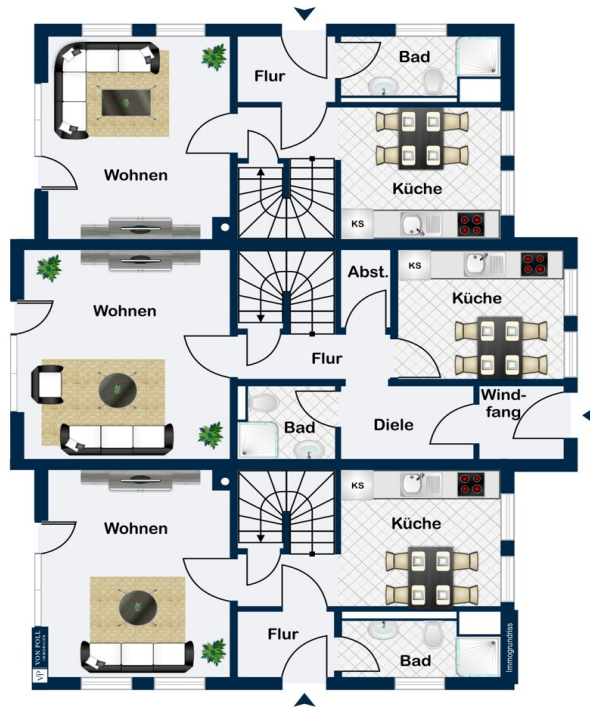 Bad
Flur
Wohnen
Küche
KS
KS
Abst.
Wohnen
Küche
Flur
Wind-
fang
Bad
Diele
KS
Wohnen
Küche
Flur
Bad
VP VON POLL
IMMOBILIEN
Immogrundriss